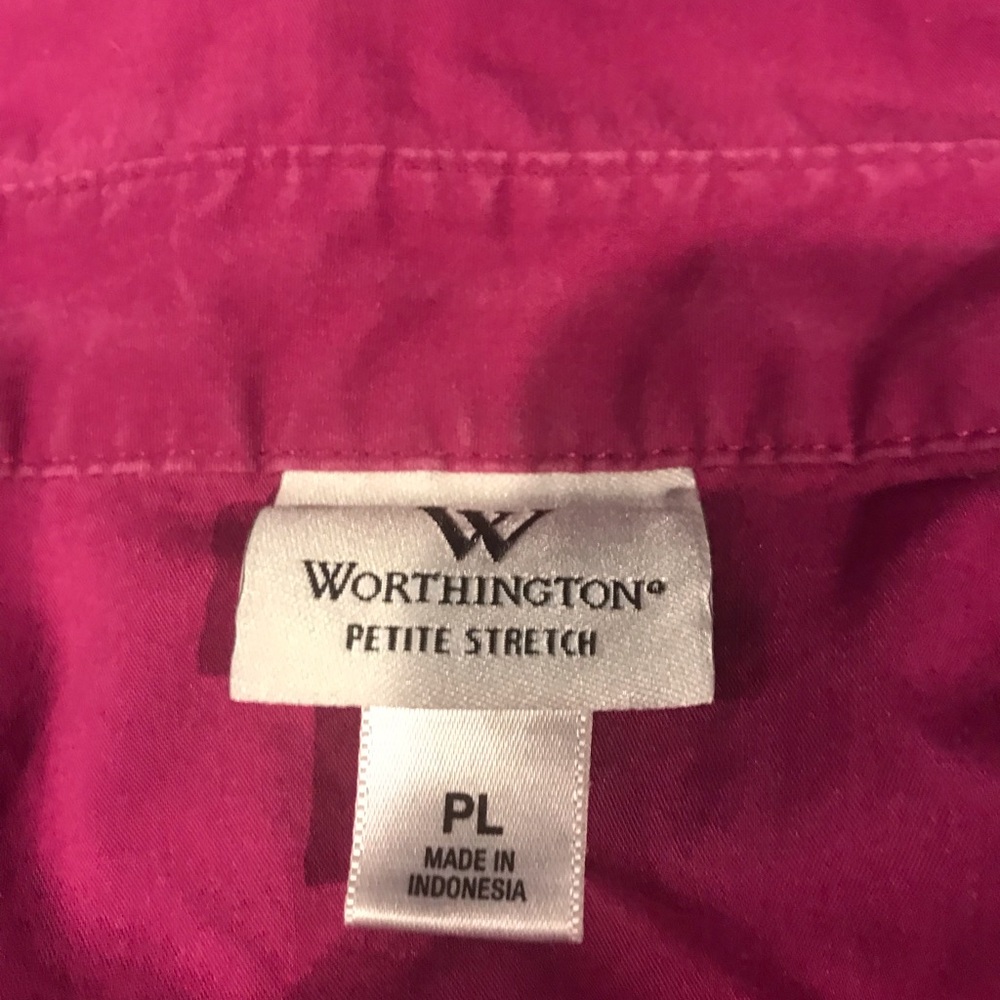 W
WORTHINGTON®
PETITE STRETCH
PL
MADE IN
INDONESIA